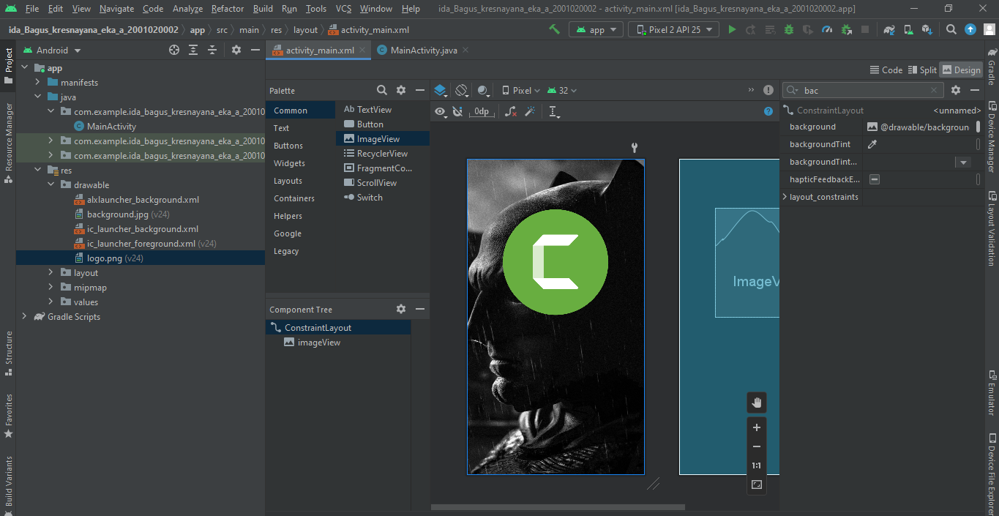 File Edit View Navigate Code Analyze Refactor Build Run Tools VCS Window Help ida_Bagus_kresnayana_eka_a_2001020002 - activity_main.xml [ida_Bagus_kresnayana_eka_a_2001020002.app]
ida_Bagus_kresnayana_eka_a_2001020002 app src main res layout activity_main.xml app Pixel 2 API 25
Project
Resource Manager
Structure
Favorites
Build Variants
Android
app
manifests
java
com.example.ida_bagus_kresnayana_eka_a_20010
MainActivity
com.example.ida_bagus_kresnayana_eka_a_20010
com.example.ida_bagus_kresnayana_eka_a_20010
res
drawable
alxlauncher_background.xml
background.jpg (v24)
ic_launcher_background.xml
ic_launcher_foreground.xml (v24)
logo.png (v24)
layout
mipmap
values
Gradle Scripts
activity_main.xml MainActivity.java
Code Split Design
Palette
Common
Text
Buttons
Widgets
Layouts
Containers
Helpers
Google
Legacy
Ab TextView
Button
ImageView
RecyclerView
FragmentCo...
ScrollView
Switch
Component Tree
ConstraintLayout
imageView
Pixel 32
0dp
ImageV
1:1
bac
ConstraintLayout <unnamed>
background @drawable/backgroun
backgroundTint
backgroundTint...
hapticFeedbackE...
layout_constraints
Gradle
Device Manager
Layout Validation
Emulator
Device File Explorer